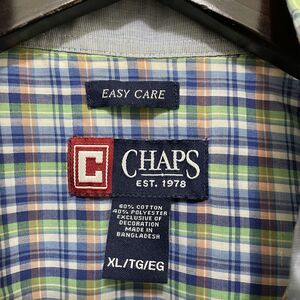 EASY CARE
C CHAPS
EST. 1978
60% COTTON
40% POLYESTER
EXCLUSIVE OF
DECORATION
MADE IN
BANGLADESH
XL/TG/EG